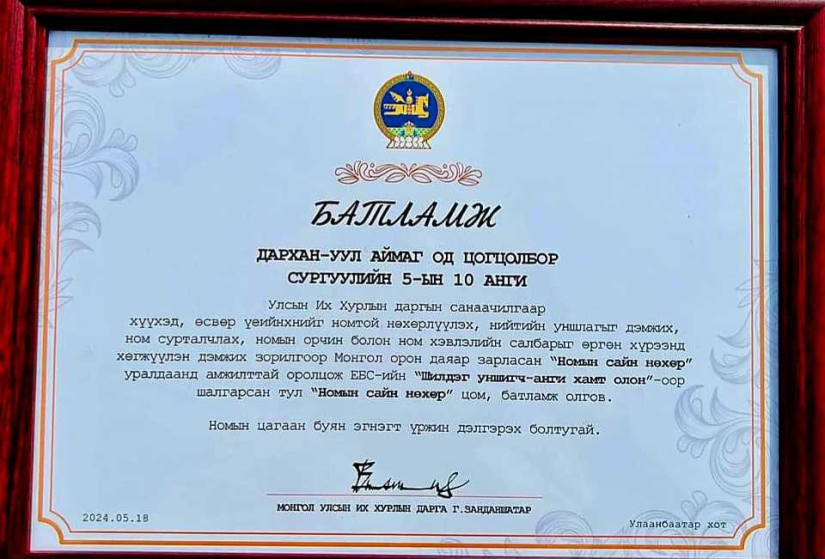 БАТЛАМЖ
ДАРХАН-УУЛ АЙМАГ ОД ЦОГЦОЛБОР
СУРГУУЛИЙН 5-ЫН 10 АНГИ
Улсын Их Хурлын даргын санаачилгаар
хүүхэд, өсвөр үеийнхнийг номтой нөхөрлүүлэх, нийтийн уншлагыг дэмжих,
ном сурталчлах, номын орчин болон ном хэвлэлийн салбарыг өргөн хүрээнд
хөгжүүлэн дэмжих зорилгоор Монгол орон даяар зарласан "Номын сайн нөхөр"
уралдаанд амжилттай оролцож ЕБС-ийн "Шилдэг уншигч-анги хамт олон"-оор
шалгарсан тул "Номын сайн нөхөр" цом, батламж олгов.
Номын цагаан буян эгнэгт үржин дэлгэрэх болтугай.
МОНГОЛ УЛСЫН ИХ ХУРЛЫН ДАРГА Г.ЗАНДАНШАТАР
2024.05.18
Улаанбаатар хот